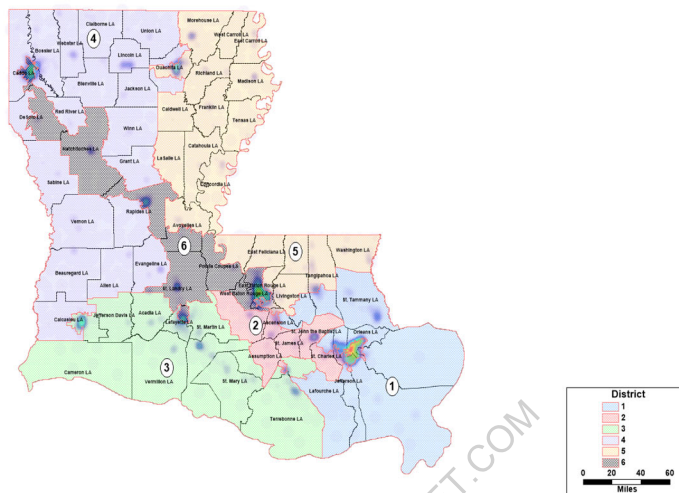 Claiborne LA
Union LA
Morehouse LA
West Carroll LA
East Carroll LA
Webster LA
Bossier LA
4
Lincoln LA
Ouachita LA
Caddo LA
Richland LA
Madison LA
Bienville LA
Jackson LA
Red River LA
Caldwell LA
Franklin LA
Tensas LA
DeSoto LA
Winn LA
Natchitoches LA
Catahoula LA
Grant LA
LaSalle LA
Sabine LA
Concordia LA
Rapides LA
Vernon LA
Avoyelles LA
6
East Feliciana LA
5
Washington LA
Evangeline LA
Pointe Coupee LA
Tangipahoa LA
Beauregard LA
Allen LA
St. Landry LA
East Baton Rouge LA
West Baton Rouge LA
Livingston LA
St. Tammany LA
Calcasieu LA
Jefferson Davis LA
Acadia LA
Lafayette LA
St. Martin LA
2
Ascension LA
St. John the Baptist LA
Orleans LA
St. James LA
Assumption LA
St. Charles LA
Cameron LA
3
Vermilion LA
St. Mary LA
Jefferson LA
1
Lafourche LA
Terrebonne LA
District
1
2
3
4
5
6
0 20 40 60
Miles
ET.COM